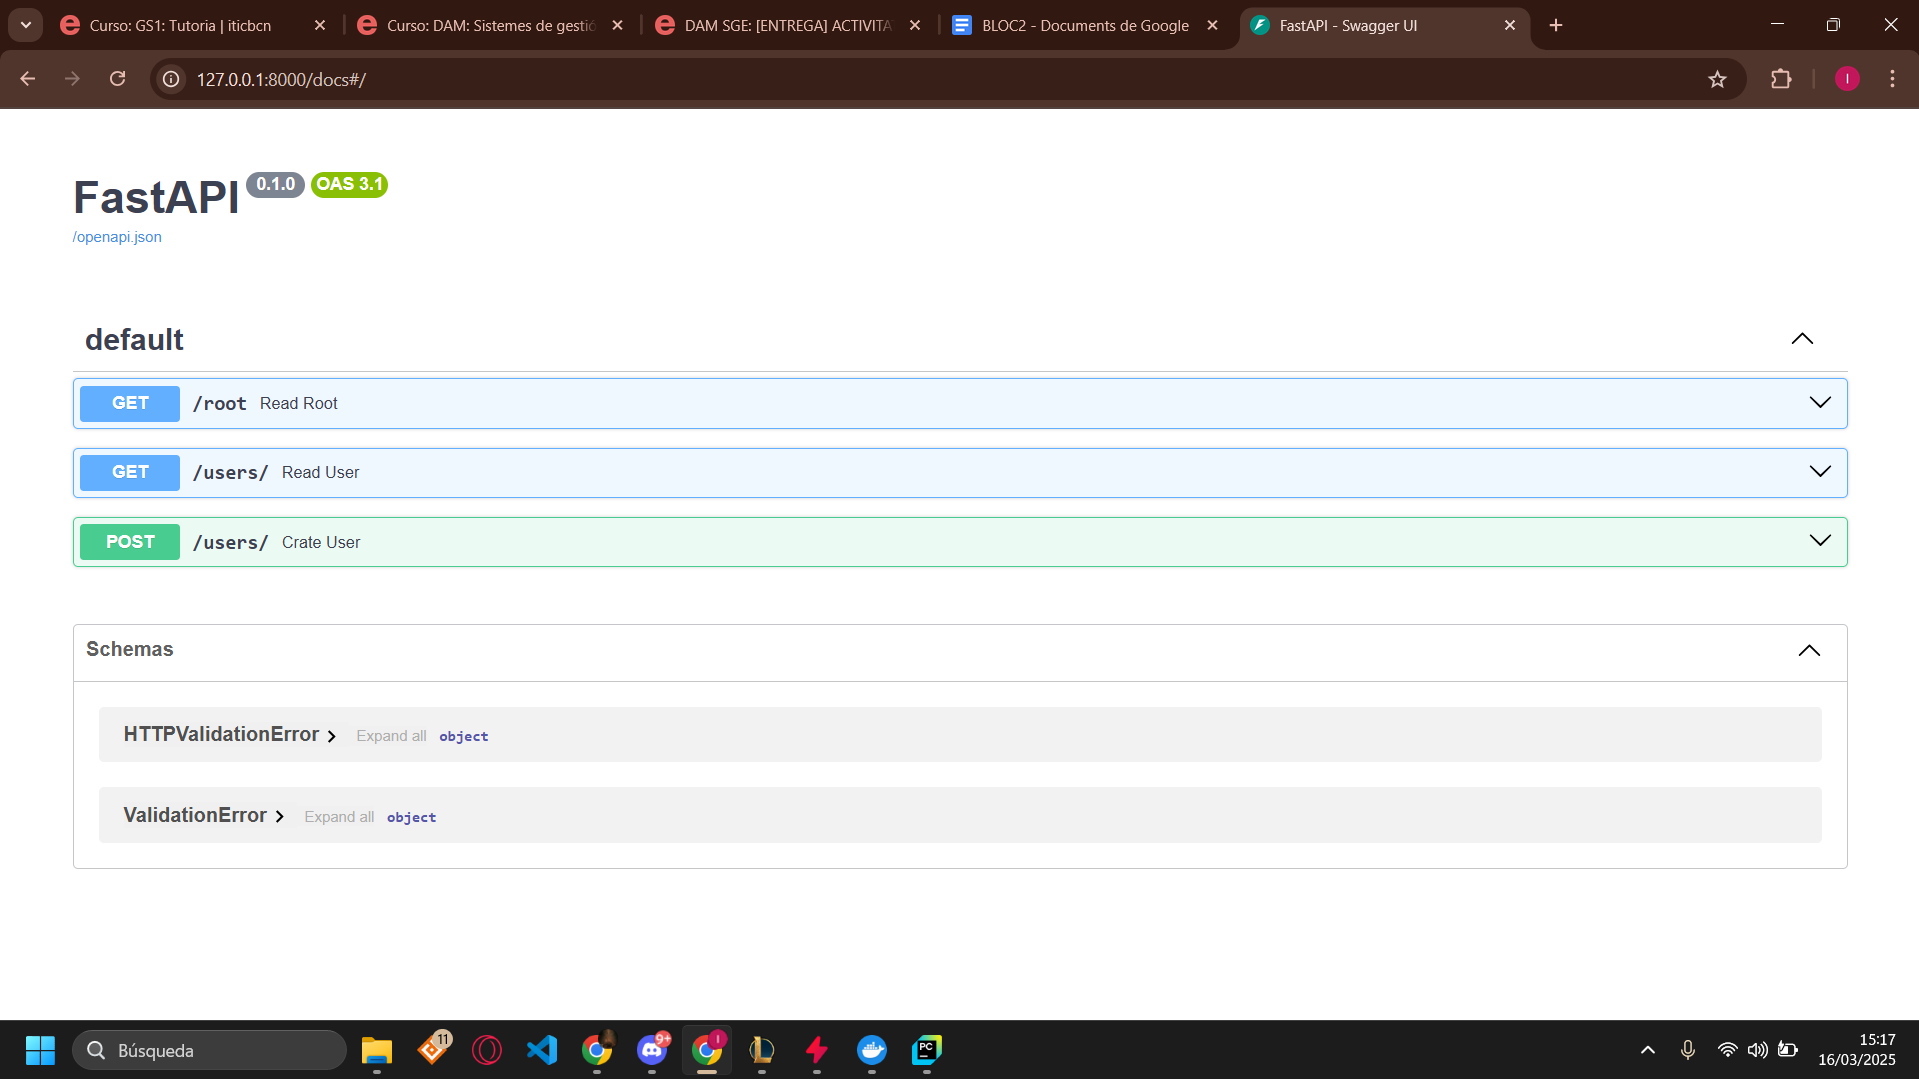 Curso: GS1: Tutoria | iticbcn
Curso: DAM: Sistemes de gestió
DAM SGE: [ENTREGA] ACTIVITA
BLOC2 - Documents de Google
FastAPI - Swagger UI
127.0.0.1:8000/docs#/
I
FastAPI 0.1.0 OAS 3.1
/openapi.json
default
GET /root Read Root
GET /users/ Read User
POST /users/ Crate User
Schemas
HTTPValidationError Expand all object
ValidationError Expand all object
Búsqueda
11
9+
I
PC
15:17
16/03/2025